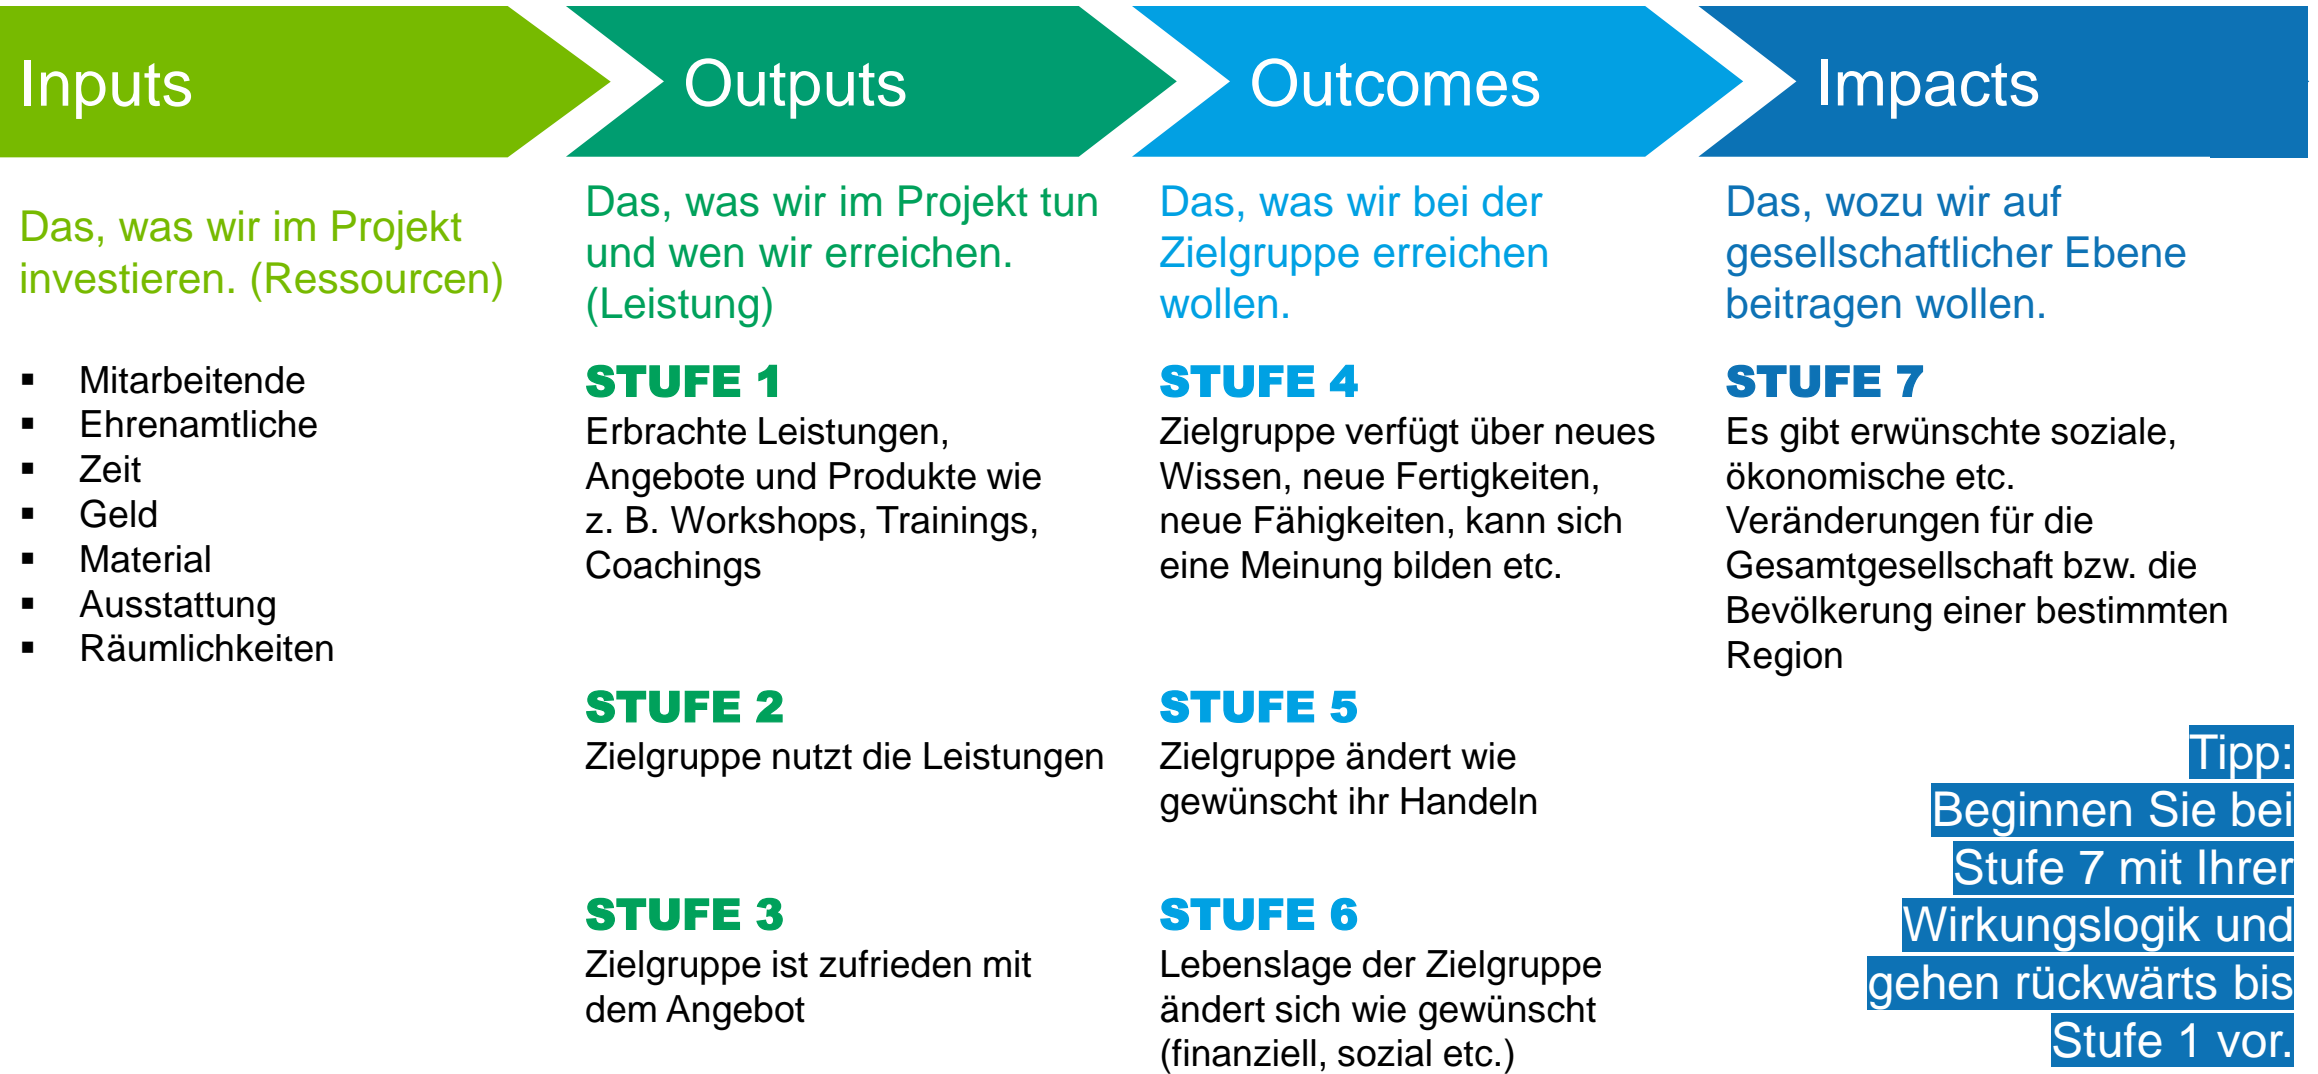 Inputs
Das, was wir im Projekt
investieren. (Ressourcen)
▪ Mitarbeitende
▪ Ehrenamtliche
▪ Zeit
▪ Geld
▪ Material
▪ Ausstattung
▪ Räumlichkeiten
Outputs
Das, was wir im Projekt tun
und wen wir erreichen.
(Leistung)
STUFE 1
Erbrachte Leistungen,
Angebote und Produkte wie
z. B. Workshops, Trainings,
Coachings
STUFE 2
Zielgruppe nutzt die Leistungen
STUFE 3
Zielgruppe ist zufrieden mit
dem Angebot
Outcomes
Das, was wir bei der
Zielgruppe erreichen
wollen.
STUFE 4
Zielgruppe verfügt über neues
Wissen, neue Fertigkeiten,
neue Fähigkeiten, kann sich
eine Meinung bilden etc.
STUFE 5
Zielgruppe ändert wie
gewünscht ihr Handeln
STUFE 6
Lebenslage der Zielgruppe
ändert sich wie gewünscht
(finanziell, sozial etc.)
Impacts
Das, wozu wir auf
gesellschaftlicher Ebene
beitragen wollen.
STUFE 7
Es gibt erwünschte soziale,
ökonomische etc.
Veränderungen für die
Gesamtgesellschaft bzw. die
Bevölkerung einer bestimmten
Region
Tipp:
Beginnen Sie bei
Stufe 7 mit Ihrer
Wirkungslogik und
gehen rückwärts bis
Stufe 1 vor.